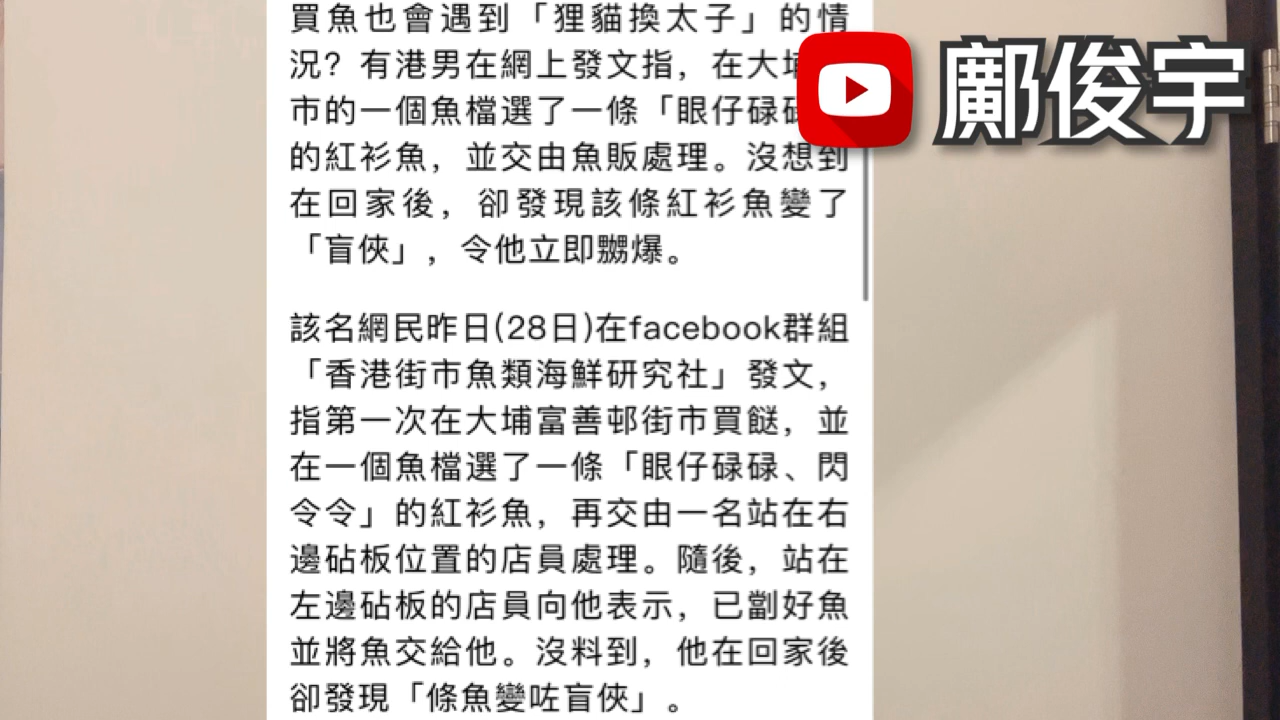 買魚也會遇到「狸貓換太子」的情
況？有港男在網上發文指，在大埔
市的一個魚檔選了一條「眼仔碌碌
的紅衫魚，並交由魚販處理。沒想到
在回家後，卻發現該條紅衫魚變了
「盲俠」，令他立即嬲爆。
鄺俊宇
該名網民昨日(28日)在facebook群組
「香港街市魚類海鮮研究社」發文，
指第一次在大埔富善邨街市買餸，並
在一個魚檔選了一條「眼仔碌碌、閃
令令」的紅衫魚，再交由一名站在右
邊砧板位置的店員處理。隨後，站在
左邊砧板的店員向他表示，已劏好魚
並將魚交給他。沒料到，他在回家後
卻發現「條魚變咗盲俠」。